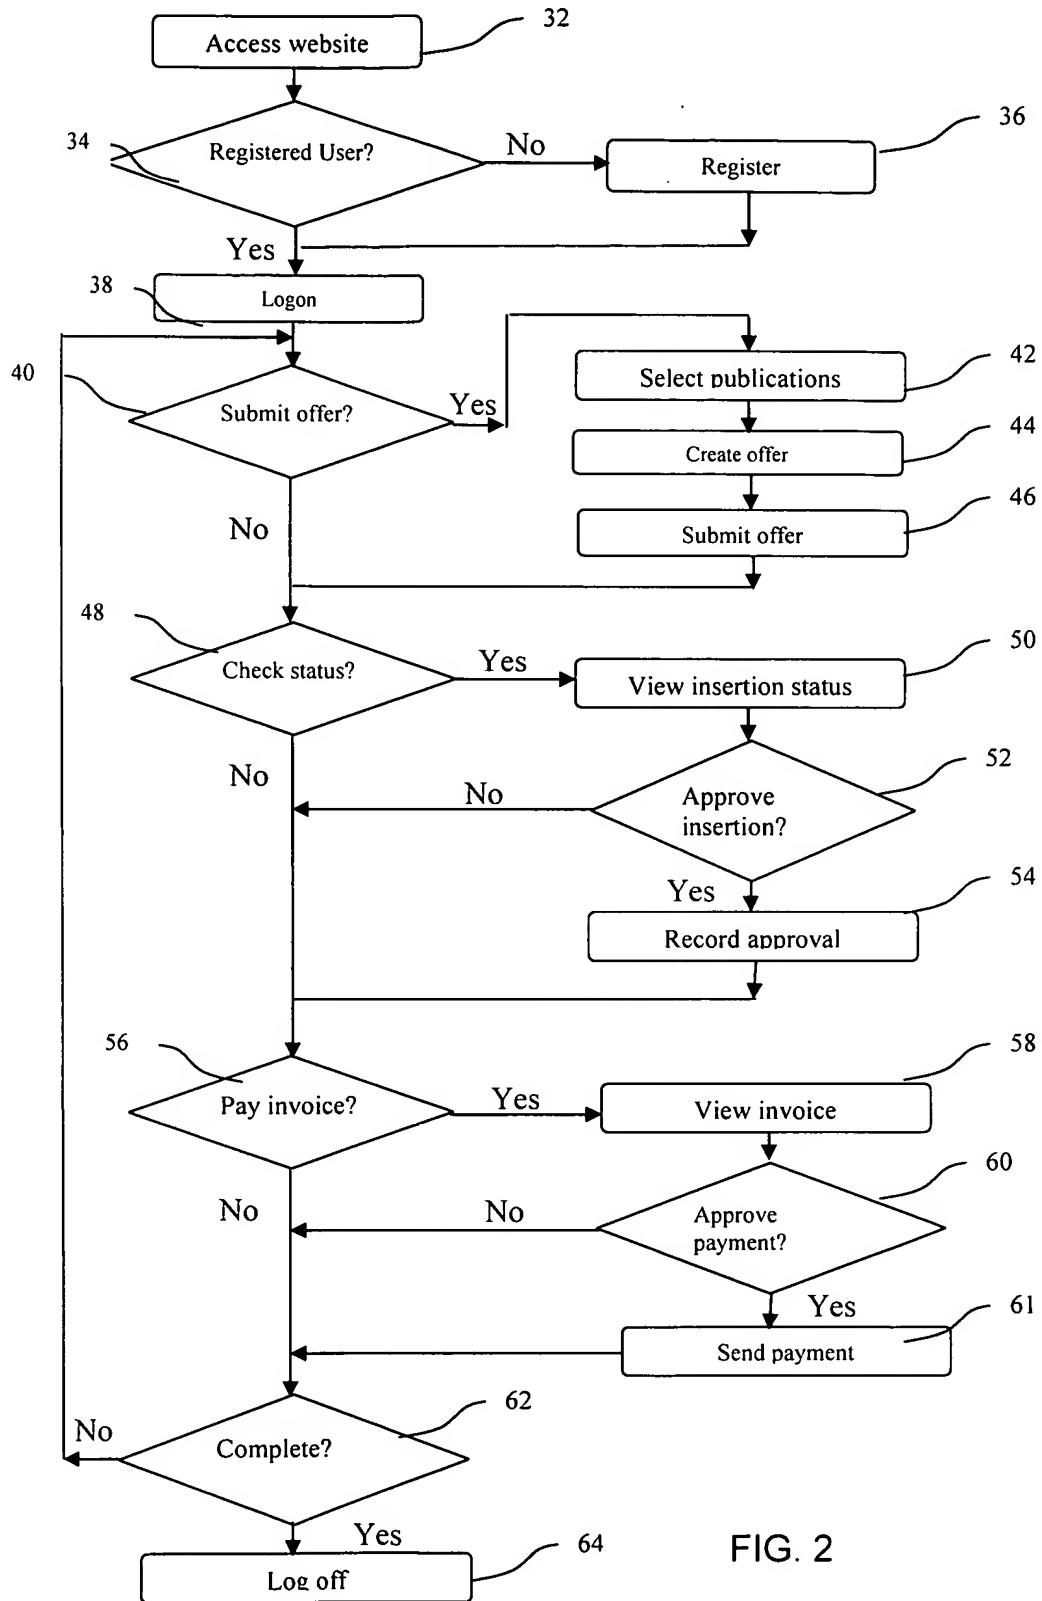 32
Access website
34
Registered User?
No
36
Register
Yes
38
Logon
40
Submit offer?
Yes
42
Select publications
44
Create offer
46
Submit offer
No
48
Check status?
Yes
50
View insertion status
No
No
52
Approve
insertion?
Yes
54
Record approval
56
Pay invoice?
Yes
58
View invoice
60
No
No
Approve
payment?
Yes
61
Send payment
62
No
Complete?
Yes
64
Log off
FIG. 2